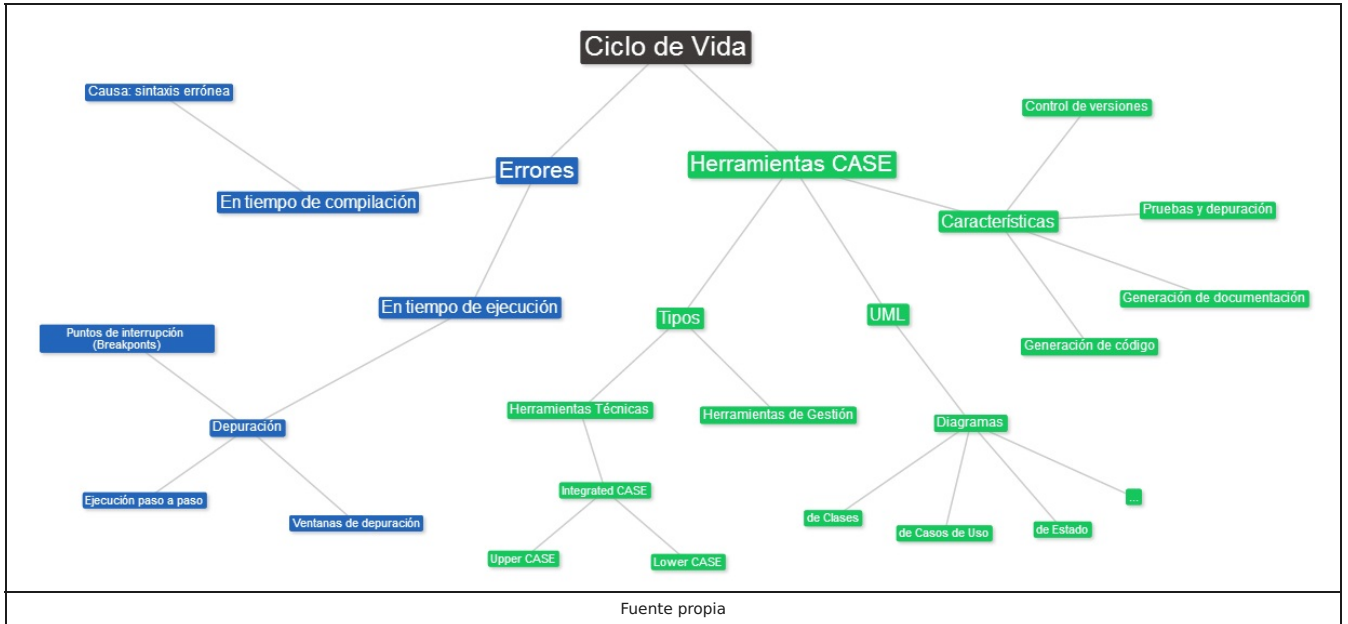 Ciclo de Vida
Causa: sintaxis errónea
Errores
En tiempo de compilación
En tiempo de ejecución
Puntos de interrupción
(Breakponts)
Depuración
Ejecución paso a paso
Ventanas de depuración
Herramientas CASE
Características
Control de versiones
Pruebas y depuración
Generación de documentación
Generación de código
Tipos
UML
Herramientas Técnicas
Herramientas de Gestión
Integrated CASE
Upper CASE
Lower CASE
Diagramas
de Clases
de Casos de Uso
de Estado
...
Fuente propia